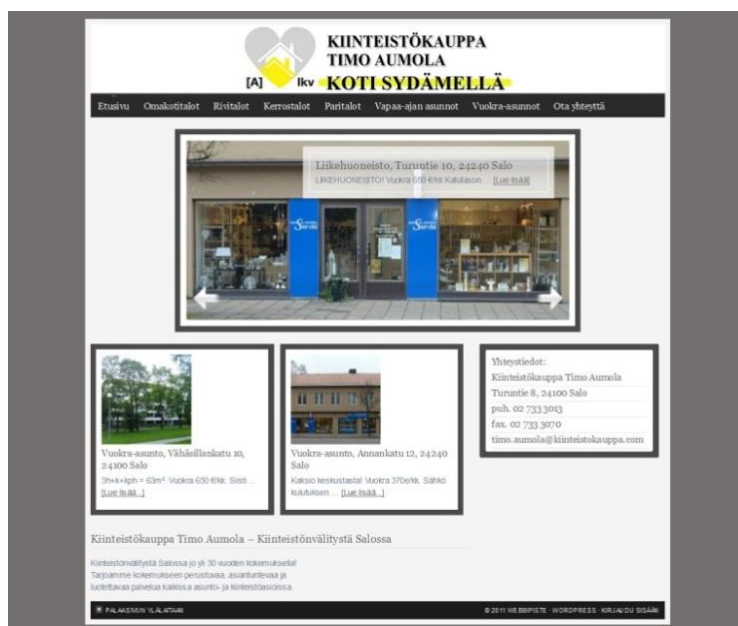 KIINTEISTÖKAUPPA
TIMO AUMOLA
[A] lkv KOTI SYDÄMELLÄ
Etusivu Omakotitalot Rivitalot Kerrostalot Paritalot Vapaa-ajan asunnot Vuokra-asunnot Ota yhteyttä
Liikehuoneisto, Turuntie 10, 24240 Salo
LIIKEHUONEISTO! Vuokra 650 €/kk Katutason ... [Lue lisää]
Servis
Servis
Vuokra-asunto, Vähäsillankatu 10,
24100 Salo
3h+k+kph = 63m². Vuokra 650 €/kk. Siisti ...
[Lue lisää...]
Vuokra-asunto, Annankatu 12, 24240
Salo
Kaksio keskustasta! Vuokra 370e/kk. Sähkö
kulutuksen ... [Lue lisää...]
Yhteystiedot:
Kiinteistökauppa Timo Aumola
Turuntie 8, 24100 Salo
puh. 02 733 3013
fax. 02 733 3070
timo.aumola@kiinteistokauppa.com
Kiinteistökauppa Timo Aumola – Kiinteistönvälitystä Salossa
Kiinteistönvälitystä Salossa jo yli 30 vuoden kokemuksella!
Tarjoamme kokemukseen perustuvaa, asiantuntevaa ja
luotettavaa palvelua kaikissa asunto- ja kiinteistöasioissa.
PALAA SIVUN YLÄLAITAAN
© 2011 WEBBIPISTE · WORDPRESS · KIRJAUDU SISÄÄN